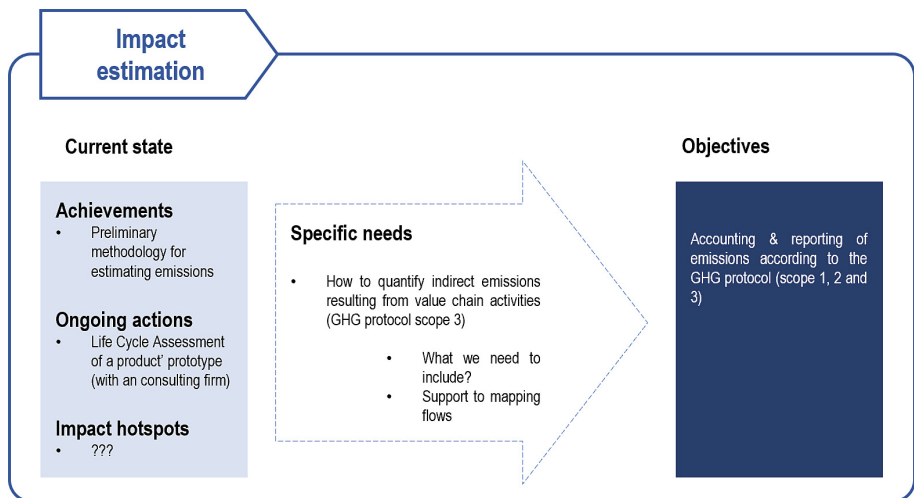 Impact
estimation
Current state
Achievements
• Preliminary
methodology for
estimating emissions
Ongoing actions
• Life Cycle Assessment
of a product’ prototype
(with an consulting firm)
Impact hotspots
• ???
Specific needs
• How to quantify indirect emissions
resulting from value chain activities
(GHG protocol scope 3)
• What we need to
include?
• Support to mapping
flows
Objectives
Accounting & reporting of
emissions according to the
GHG protocol (scope 1, 2 and
3)